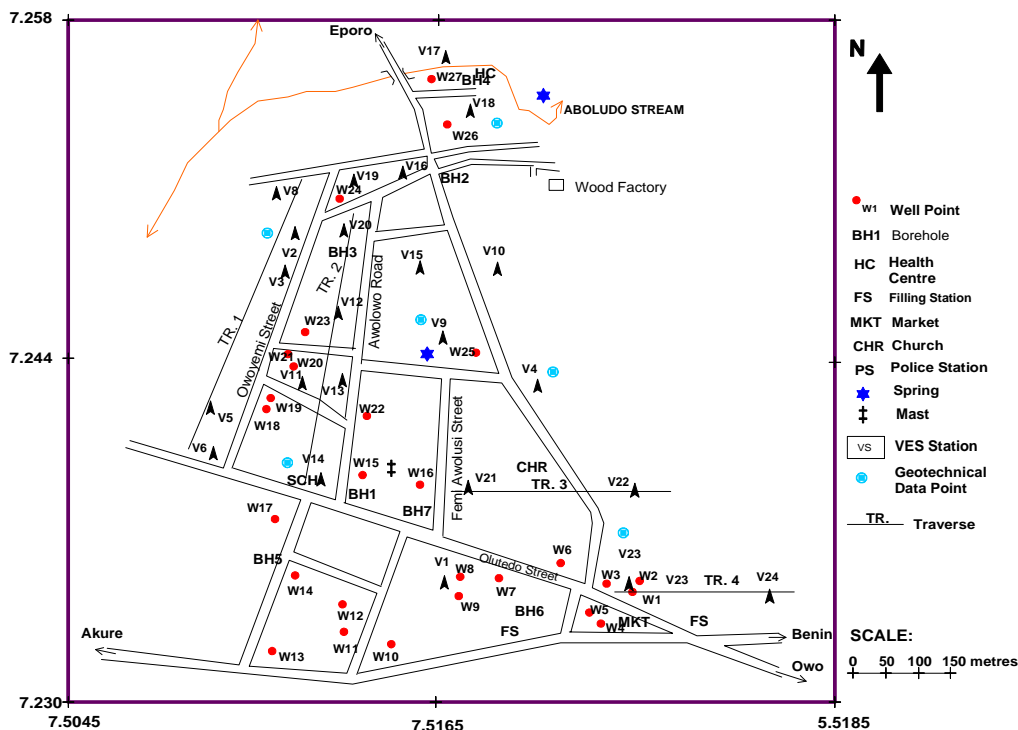 7.258
Eporo
V17
HC
W27
BH4
V18
ABOLUDO STREAM
W26
N
V16
V19
BH2
V8
W24
Wood Factory
V20
V2
BH3
V15
V10
V3
TR. 2
Awolowo Road
V12
TR. 1
Owoyemi Street
W23
V9
W25
7.244
W21
W20
V11
V13
V4
W19
W18
V5
W22
V6
Femi Awolusi Street
CHR
V14
W15
W16
V21
TR. 3
V22
SCH
BH1
BH7
W17
Olutedo Street
W6
BH5
V1
W8
W7
W3
V23
W2
V23
TR. 4
V24
W14
W9
W1
W12
BH6
W5
MKT
FS
W4
FS
Akure
W11
W10
W13
Benin
Owo
7.230
7.5045
7.5165
5.5185
W1 Well Point
BH1 Borehole
HC Health
Centre
FS Filling Station
MKT Market
CHR Church
PS Police Station
Spring
Mast
VS VES Station
Geotechnical
Data Point
TR. Traverse
SCALE:
0 50 100 150 metres